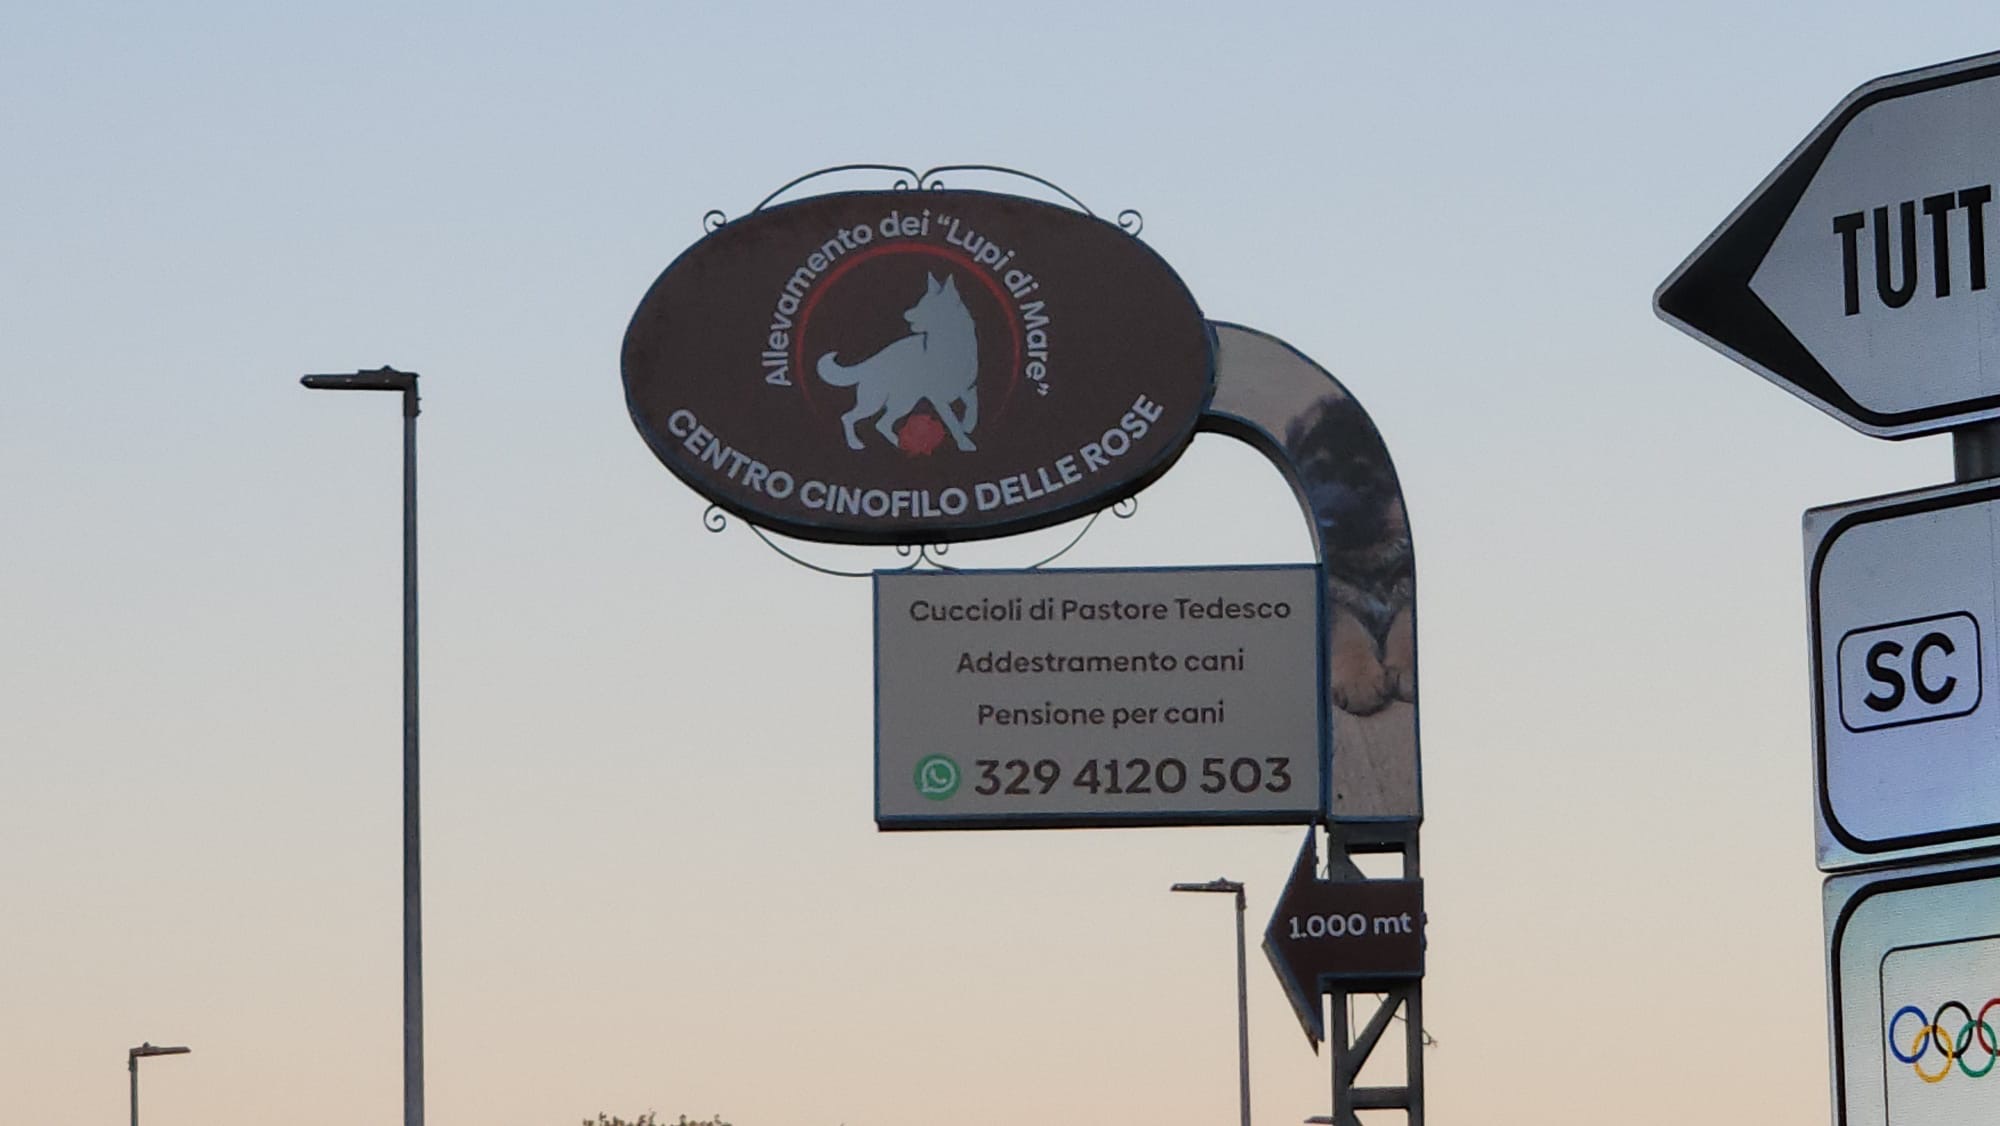 Allevamento dei "Lupi di Mare"
CENTRO CINOFILO DELLE ROSE
Cuccioli di Pastore Tedesco
Addestramento cani
Pensione per cani
329 4120 503
1.000 mt
TUTT
SC